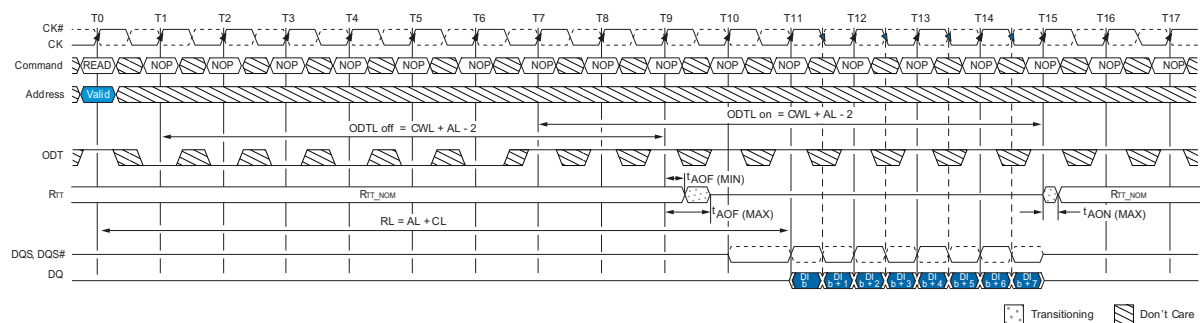 T0 T1 T2 T3 T4 T5 T6 T7 T8 T9 T10 T11 T12 T13 T14 T15 T16 T17
CK#
CK
Command READ NOP NOP NOP NOP NOP NOP NOP NOP NOP NOP NOP NOP NOP NOP NOP NOP NOP
Address Valid
ODTL on = CWL + AL - 2
ODTL off = CWL + AL - 2
ODT
tAOF (MIN)
RTT RTT_NOM RTT_NOM
tAOF (MAX) tAON (MAX)
RL = AL + CL
DQS, DQS#
DQ DI b DI b + 1 DI b + 2 DI b + 3 DI b + 4 DI b + 5 DI b + 6 DI b + 7
Transitioning Don't Care